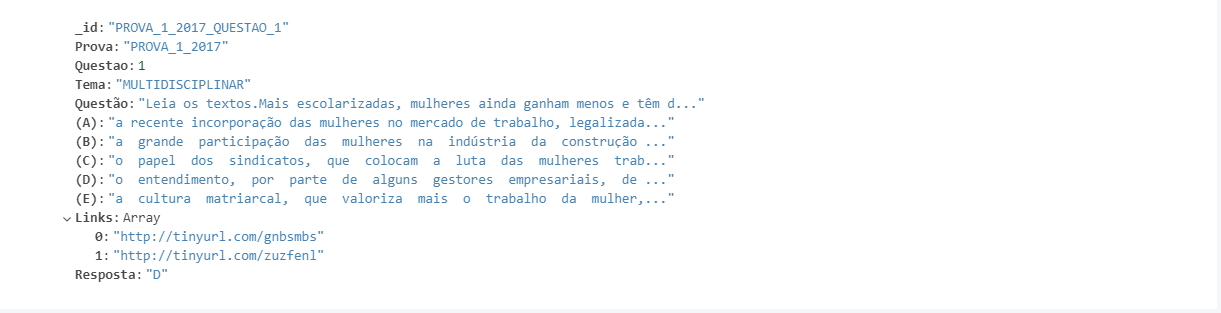 _id: "PROVA_1_2017_QUESTAO_1"
Prova: "PROVA_1_2017"
Questao: 1
Tema: "MULTIDISCIPLINAR"
Questão: "Leia os textos.Mais escolarizadas, mulheres ainda ganham menos e têm d..."
(A): "a recente incorporação das mulheres no mercado de trabalho, legalizada..."
(B): "a grande participação das mulheres na indústria da construção ..."
(C): "o papel dos sindicatos, que colocam a luta das mulheres trab..."
(D): "o entendimento, por parte de alguns gestores empresariais, de ..."
(E): "a cultura matriarcal, que valoriza mais o trabalho da mulher,..."
Links: Array
0: "http://tinyurl.com/gnbsmbs"
1: "http://tinyurl.com/zuzfenl"
Resposta: "D"